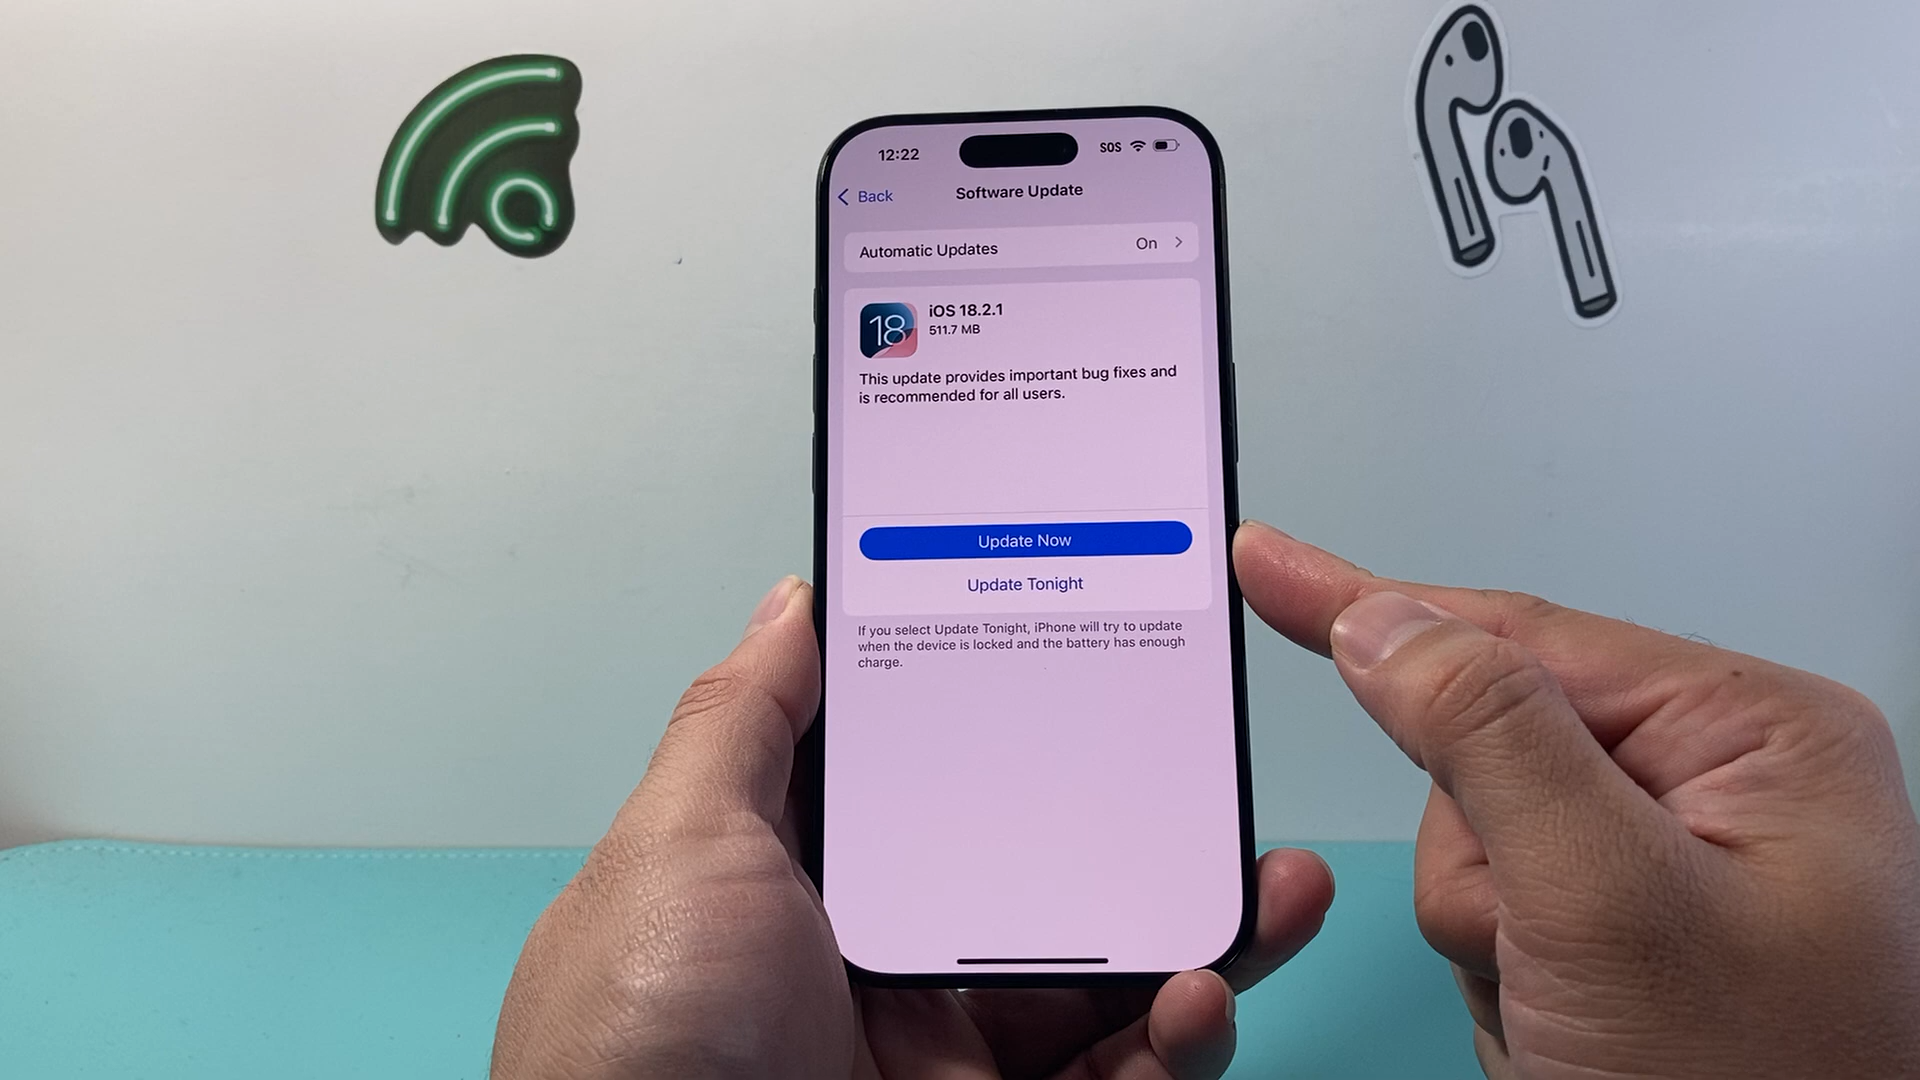 12:22
SOS
Back
Software Update
Automatic Updates
On
18
iOS 18.2.1
511.7 MB
This update provides important bug fixes and
is recommended for all users.
Update Now
Update Tonight
If you select Update Tonight, iPhone will try to update
when the device is locked and the battery has enough
charge.